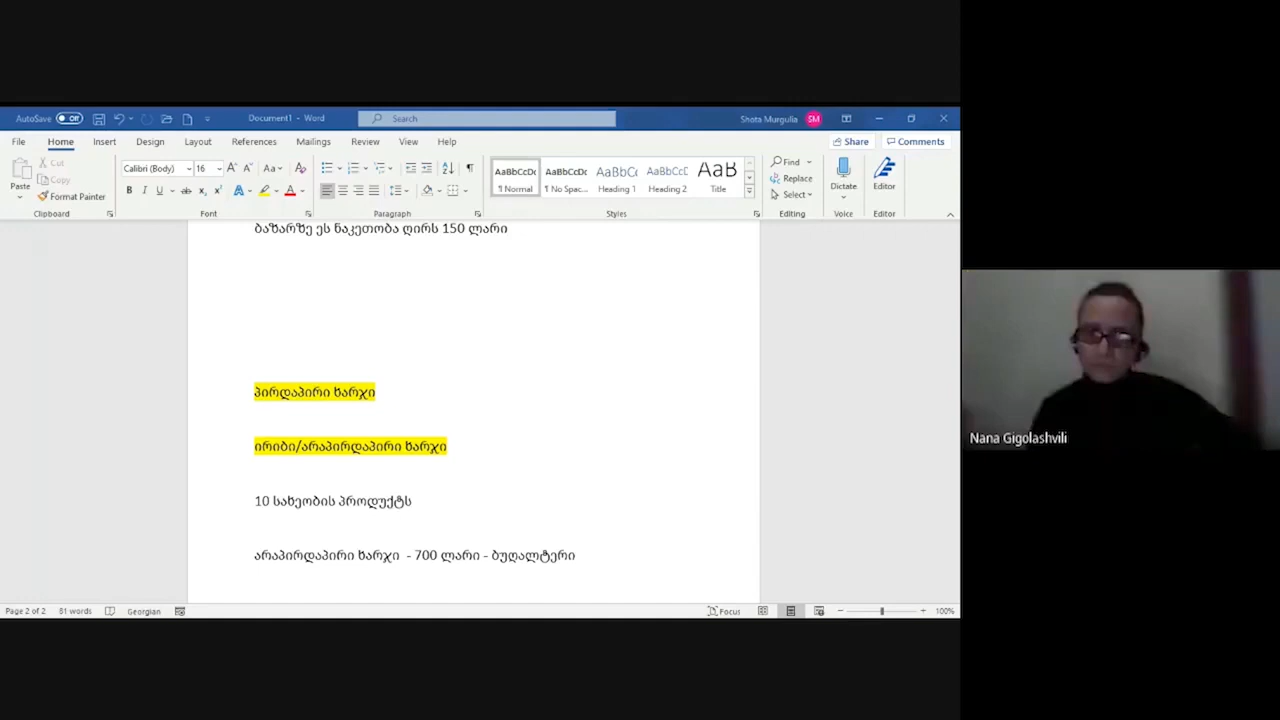 AutoSave Off Document1 - Word Search Shota Murgulia SM
File Home Insert Design Layout References Mailings Review View Help Share Comments
Paste Cut Copy Format Painter Clipboard
Calibri (Body) 16 Font
Paragraph
AaBbCcDc AaBbCcDc AaBbCc AaBbCcC AaB
¶ Normal ¶ No Spac... Heading 1 Heading 2 Title
Styles
Find Replace Select Editing
Dictate Voice
Editor Editor
ბაზარზე ეს ნაკეთობა ღირს 150 ლარი
პირდაპირი ხარჯი
ირიბი/არაპირდაპირი ხარჯი
10 სახეობის პროდუქტს
არაპირდაპირი ხარჯი - 700 ლარი - ბუღალტერი
Nana Gigolashvili
Page 2 of 2 81 words Georgian Focus 100%